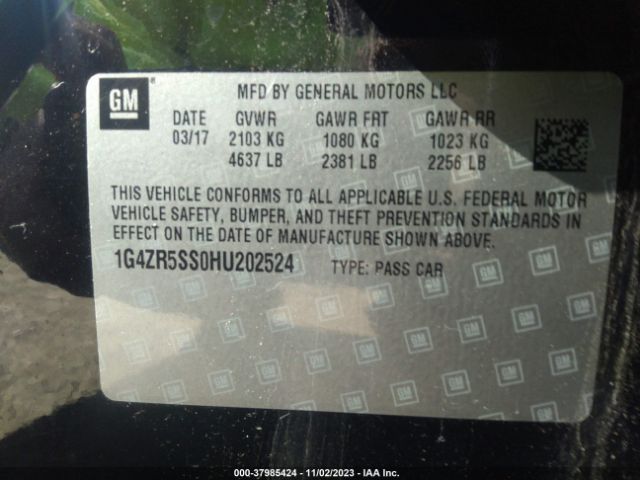 GM ® MFD BY GENERAL MOTORS LLC
DATE GVWR GAWR FRT GAWR RR
03/17 2103 KG 1080 KG 1023 KG
4637 LB 2381 LB 2256 LB
THIS VEHICLE CONFORMS TO ALL APPLICABLE U.S. FEDERAL MOTOR
VEHICLE SAFETY, BUMPER, AND THEFT PREVENTION STANDARDS IN
EFFECT ON THE DATE OF MANUFACTURE SHOWN ABOVE.
1G4ZR5SS0HU202524 TYPE: PASS CAR
000-37985424 - 11/02/2023 - IAA Inc.